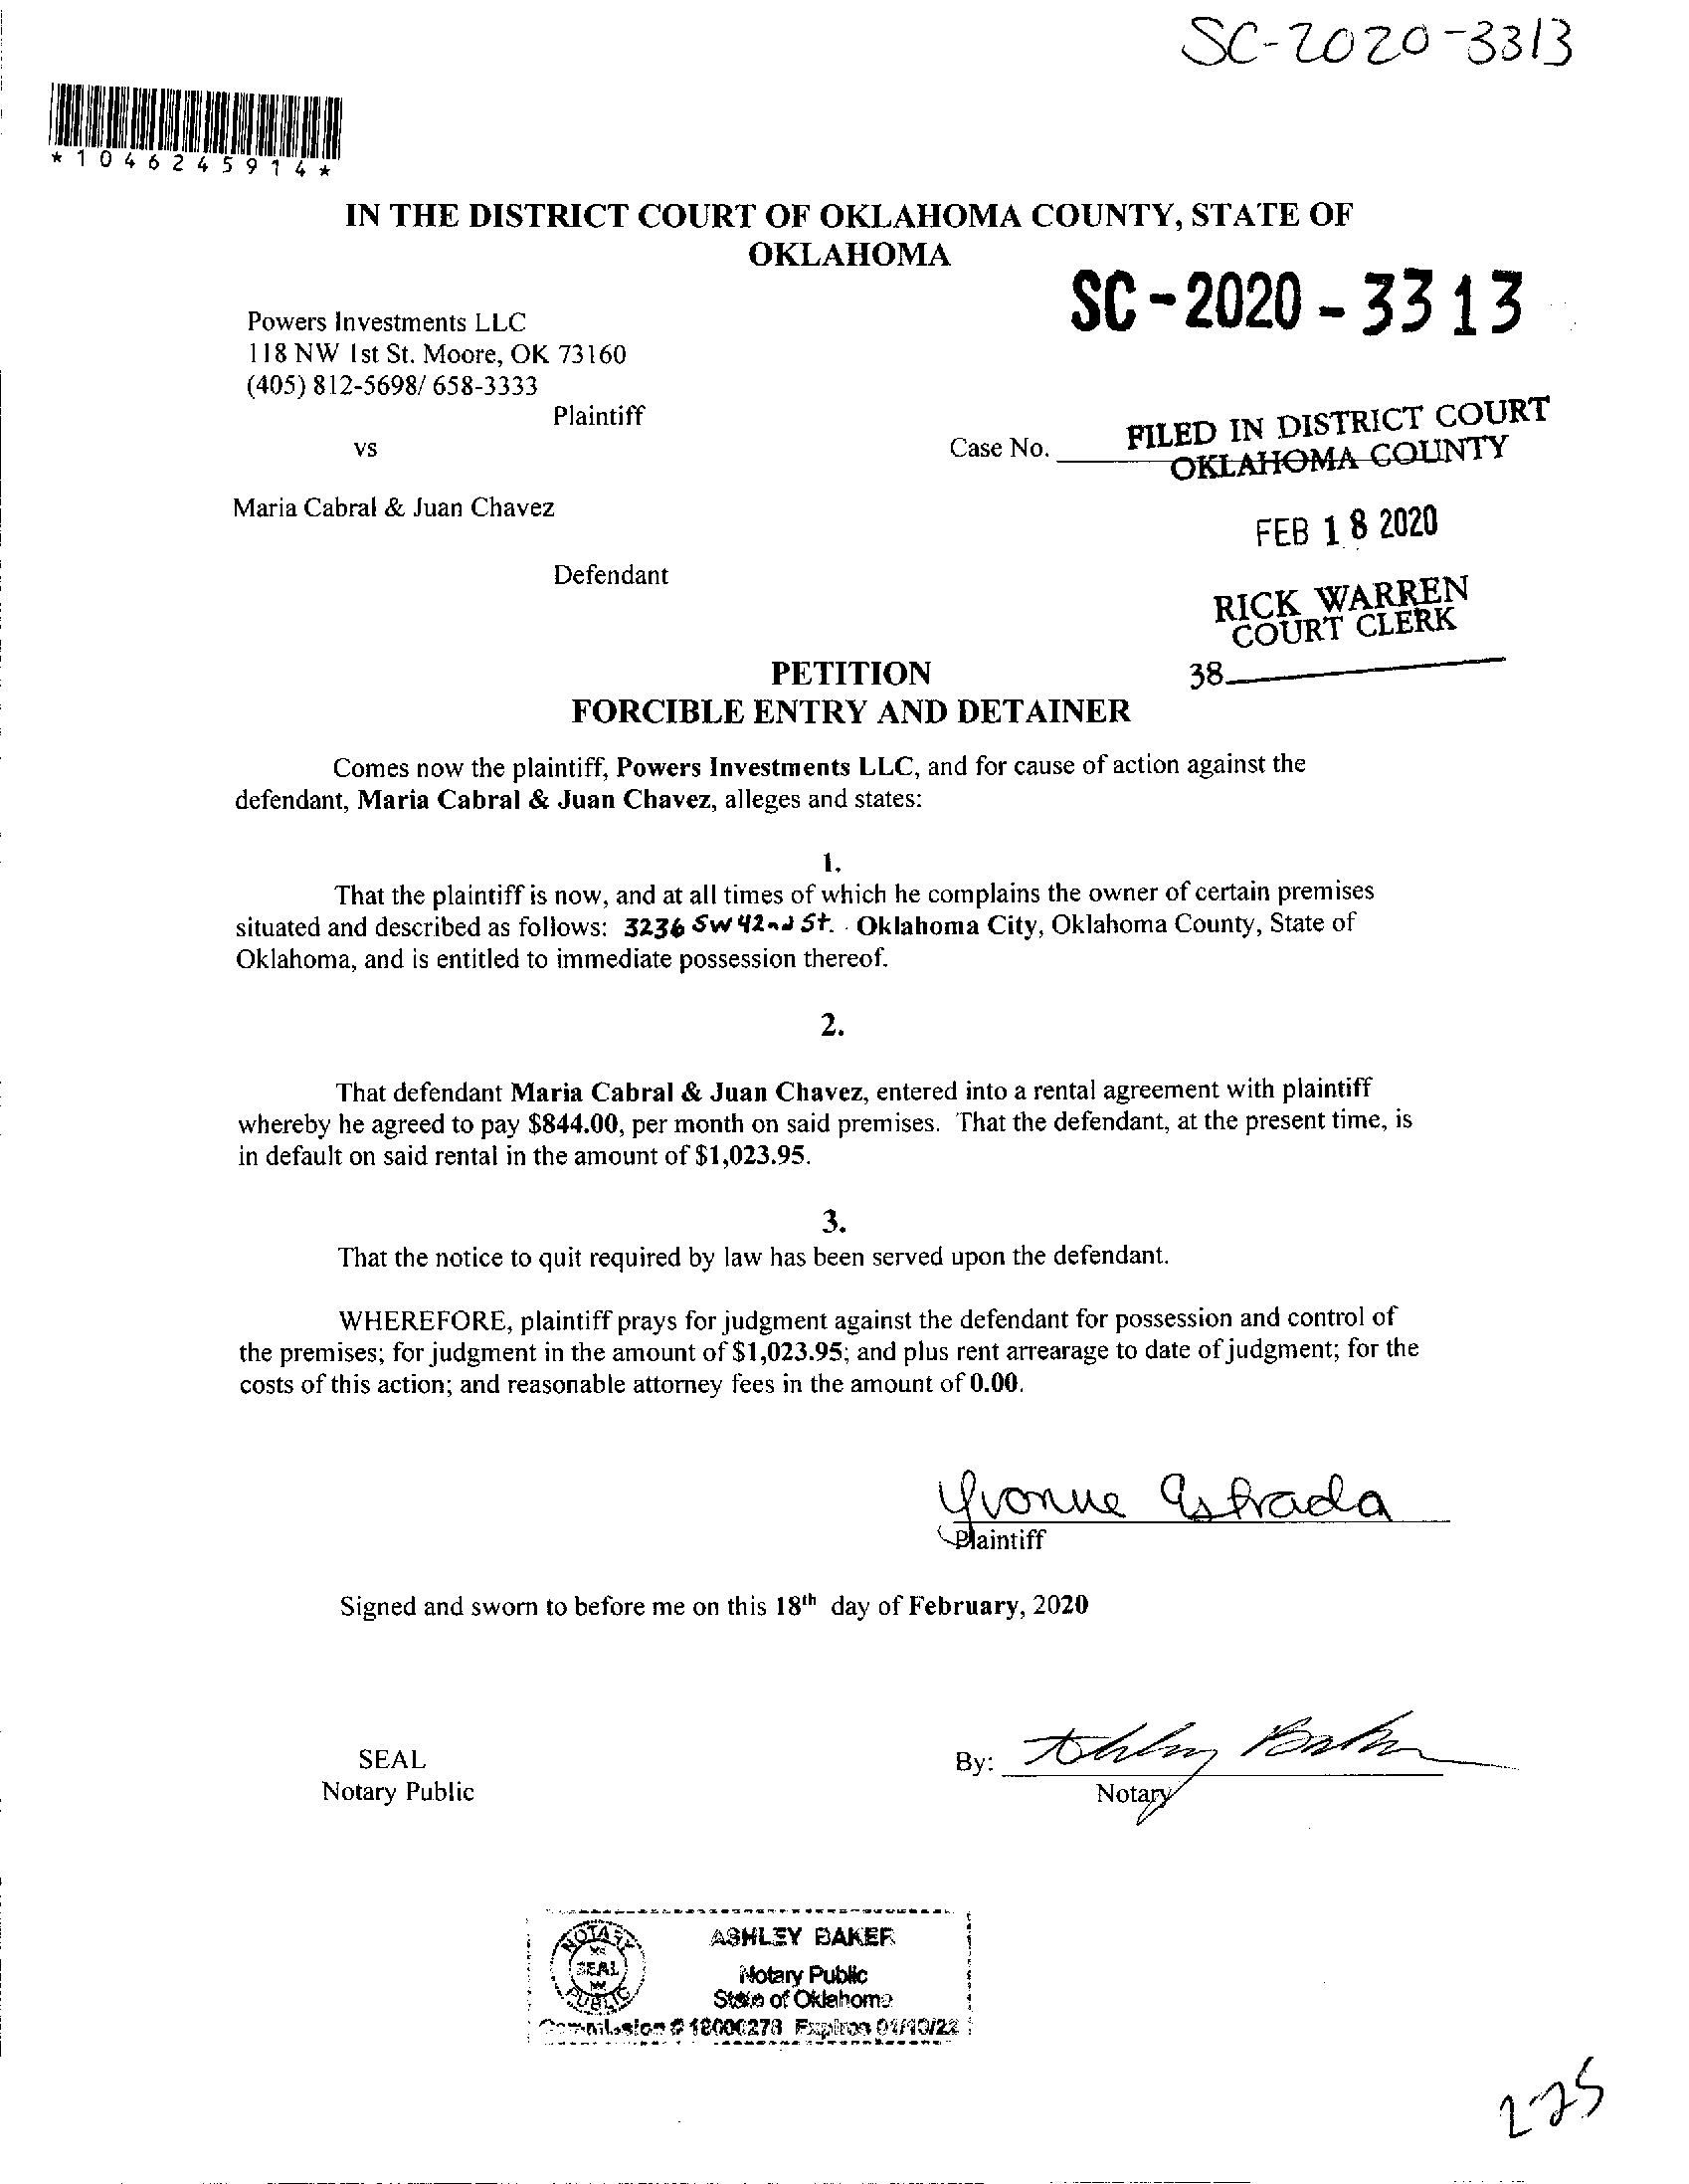 SC-2020-3313
*1046245914*
IN THE DISTRICT COURT OF OKLAHOMA COUNTY, STATE OF
OKLAHOMA
SC-2020-3313
Powers Investments LLC
118 NW 1st St. Moore, OK 73160
(405) 812-5698/ 658-3333
Plaintiff
vs
Case No.
FILED IN DISTRICT COURT
OKLAHOMA COUNTY
Maria Cabral & Juan Chavez
FEB 18 2020
Defendant
RICK WARREN
COURT CLERK
38
PETITION
FORCIBLE ENTRY AND DETAINER
Comes now the plaintiff, Powers Investments LLC, and for cause of action against the
defendant, Maria Cabral & Juan Chavez, alleges and states:
1.
That the plaintiff is now, and at all times of which he complains the owner of certain premises
situated and described as follows: 3236 SW 42nd St. Oklahoma City, Oklahoma County, State of
Oklahoma, and is entitled to immediate possession thereof.
2.
That defendant Maria Cabral & Juan Chavez, entered into a rental agreement with plaintiff
whereby he agreed to pay $844.00, per month on said premises. That the defendant, at the present time, is
in default on said rental in the amount of $1,023.95.
3.
That the notice to quit required by law has been served upon the defendant.
WHEREFORE, plaintiff prays for judgment against the defendant for possession and control of
the premises; for judgment in the amount of $1,023.95; and plus rent arrearage to date of judgment; for the
costs of this action; and reasonable attorney fees in the amount of 0.00.
Yvonne Estrada
Plaintiff
Signed and sworn to before me on this 18th day of February, 2020
SEAL
Notary Public
By: Ashley Baker
Notary
NOTARY
SEAL
PUBLIC
ASHLEY BAKER
Notary Public
State of Oklahoma
Commission # 18000278 Expires 01/10/22
225